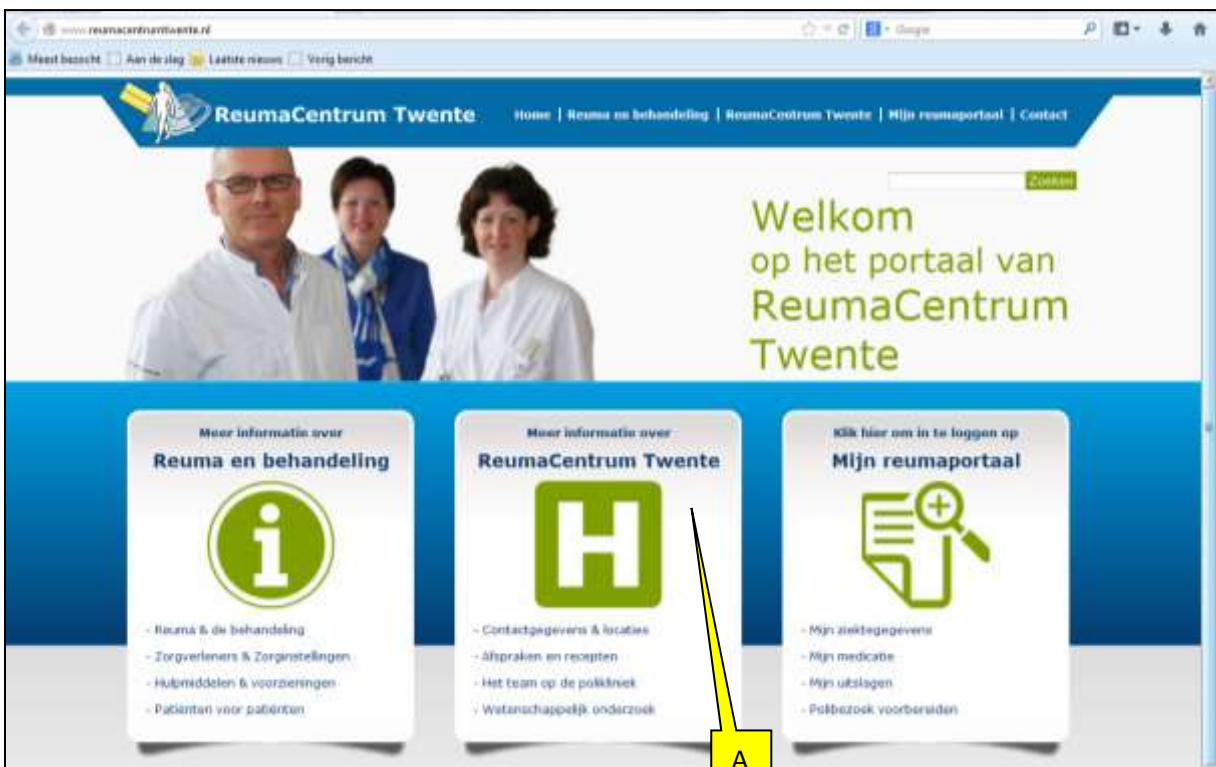 www.reumacentrumtwente.nl
Google
Meest bezocht Aan de slag Laatste nieuws Vorig bericht
ReumaCentrum Twente
Home | Reuma en behandeling | ReumaCentrum Twente | Mijn reumaportaal | Contact
Zoeken
Welkom
op het portaal van
ReumaCentrum
Twente
Meer informatie over
Reuma en behandeling
i
- Reuma & de behandeling
- Zorgverleners & Zorginstellingen
- Hulpmiddelen & voorzieningen
- Patiënten voor patiënten
Meer informatie over
ReumaCentrum Twente
H
- Contactgegevens & locaties
- Afspraken en recepten
- Het team op de polikliniek
- Wetenschappelijk onderzoek
Klik hier om in te loggen op
Mijn reumaportaal
- Mijn ziektegegevens
- Mijn medicatie
- Mijn uitslagen
- Polibezoek voorbereiden
A